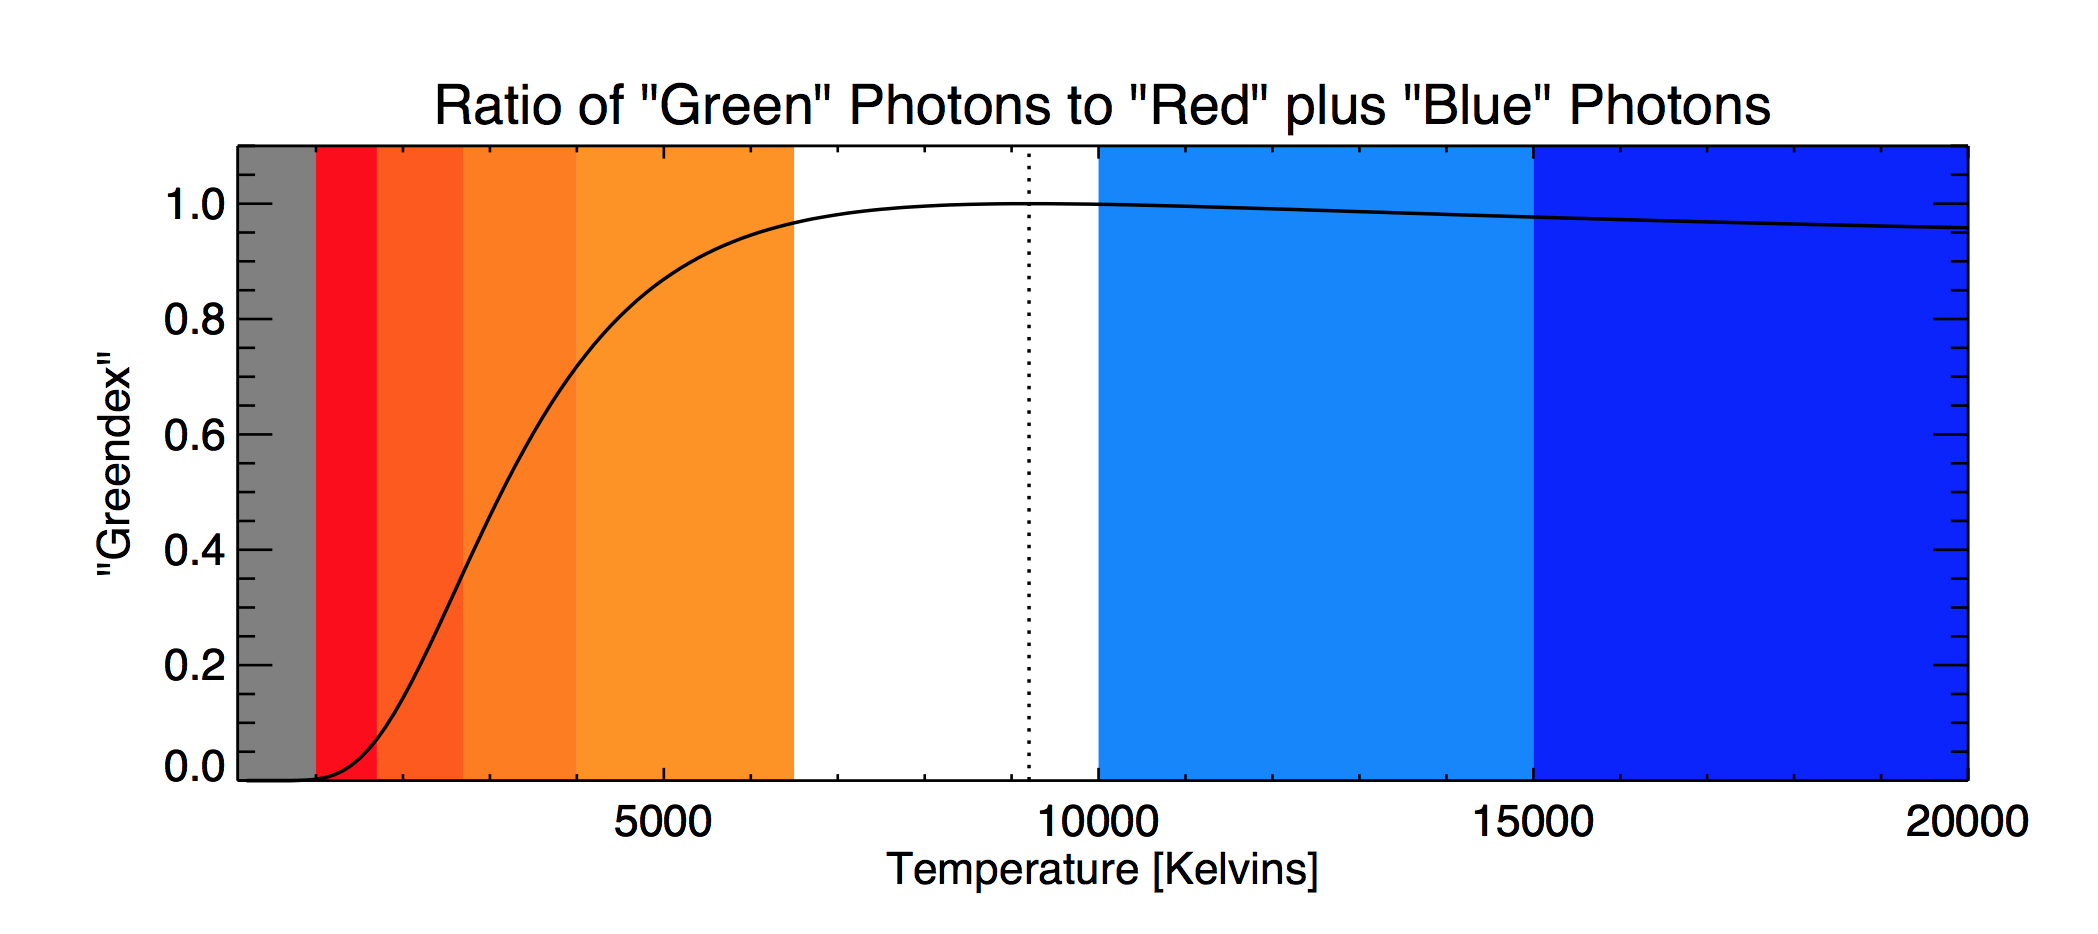 Ratio of "Green" Photons to "Red" plus "Blue" Photons
1.0
0.8
0.6
0.4
0.2
0.0
"Greendex"
5000 10000 15000 20000
Temperature [Kelvins]